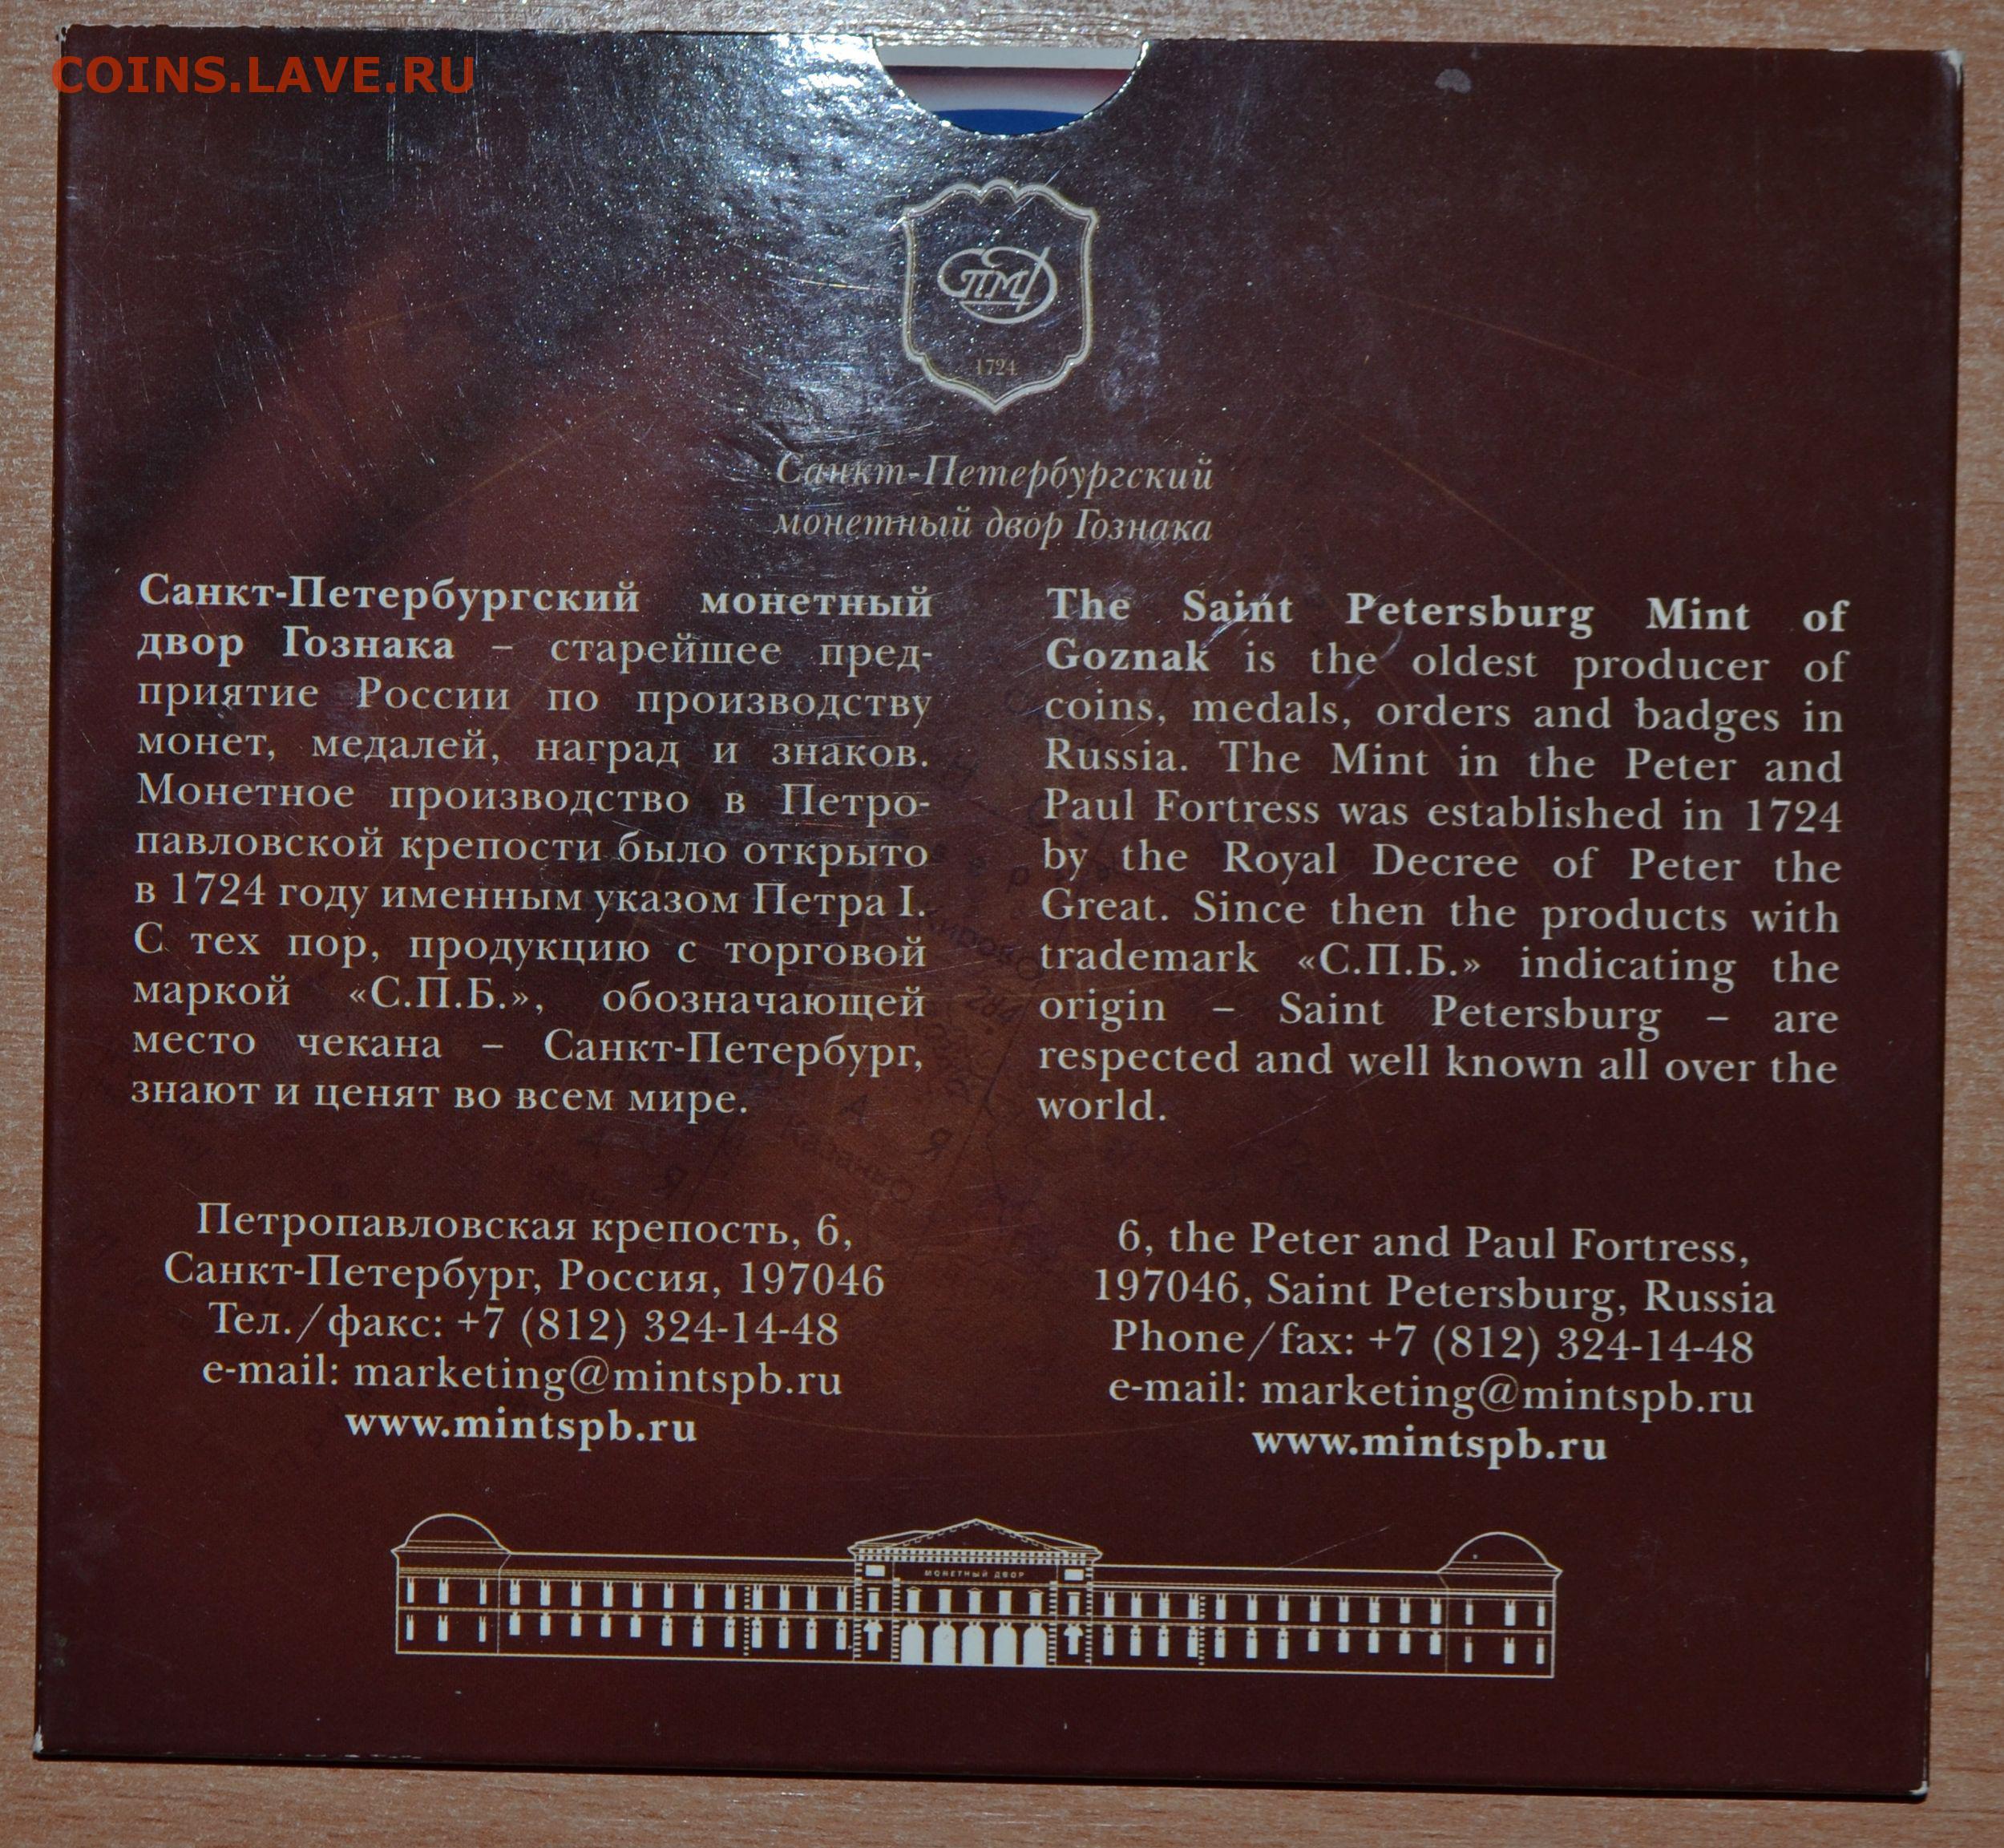 COINS.LAVE.RU
СПМД
1724
Санкт-Петербургский
монетный двор Гознака
Санкт-Петербургский монетный
двор Гознака – старейшее пред-
приятие России по производству
монет, медалей, наград и знаков.
Монетное производство в Петро-
павловской крепости было открыто
в 1724 году именным указом Петра I.
С тех пор, продукцию с торговой
маркой «С.П.Б.», обозначающей
место чекана – Санкт-Петербург,
знают и ценят во всем мире.
Петропавловская крепость, 6,
Санкт-Петербург, Россия, 197046
Тел./факс: +7 (812) 324-14-48
e-mail: marketing@mintspb.ru
www.mintspb.ru
The Saint Petersburg Mint of
Goznak is the oldest producer of
coins, medals, orders and badges in
Russia. The Mint in the Peter and
Paul Fortress was established in 1724
by the Royal Decree of Peter the
Great. Since then the products with
trademark «С.П.Б.» indicating the
origin – Saint Petersburg – are
respected and well known all over the
world.
6, the Peter and Paul Fortress,
197046, Saint Petersburg, Russia
Phone/fax: +7 (812) 324-14-48
e-mail: marketing@mintspb.ru
www.mintspb.ru
МОНЕТНЫЙ ДВОР